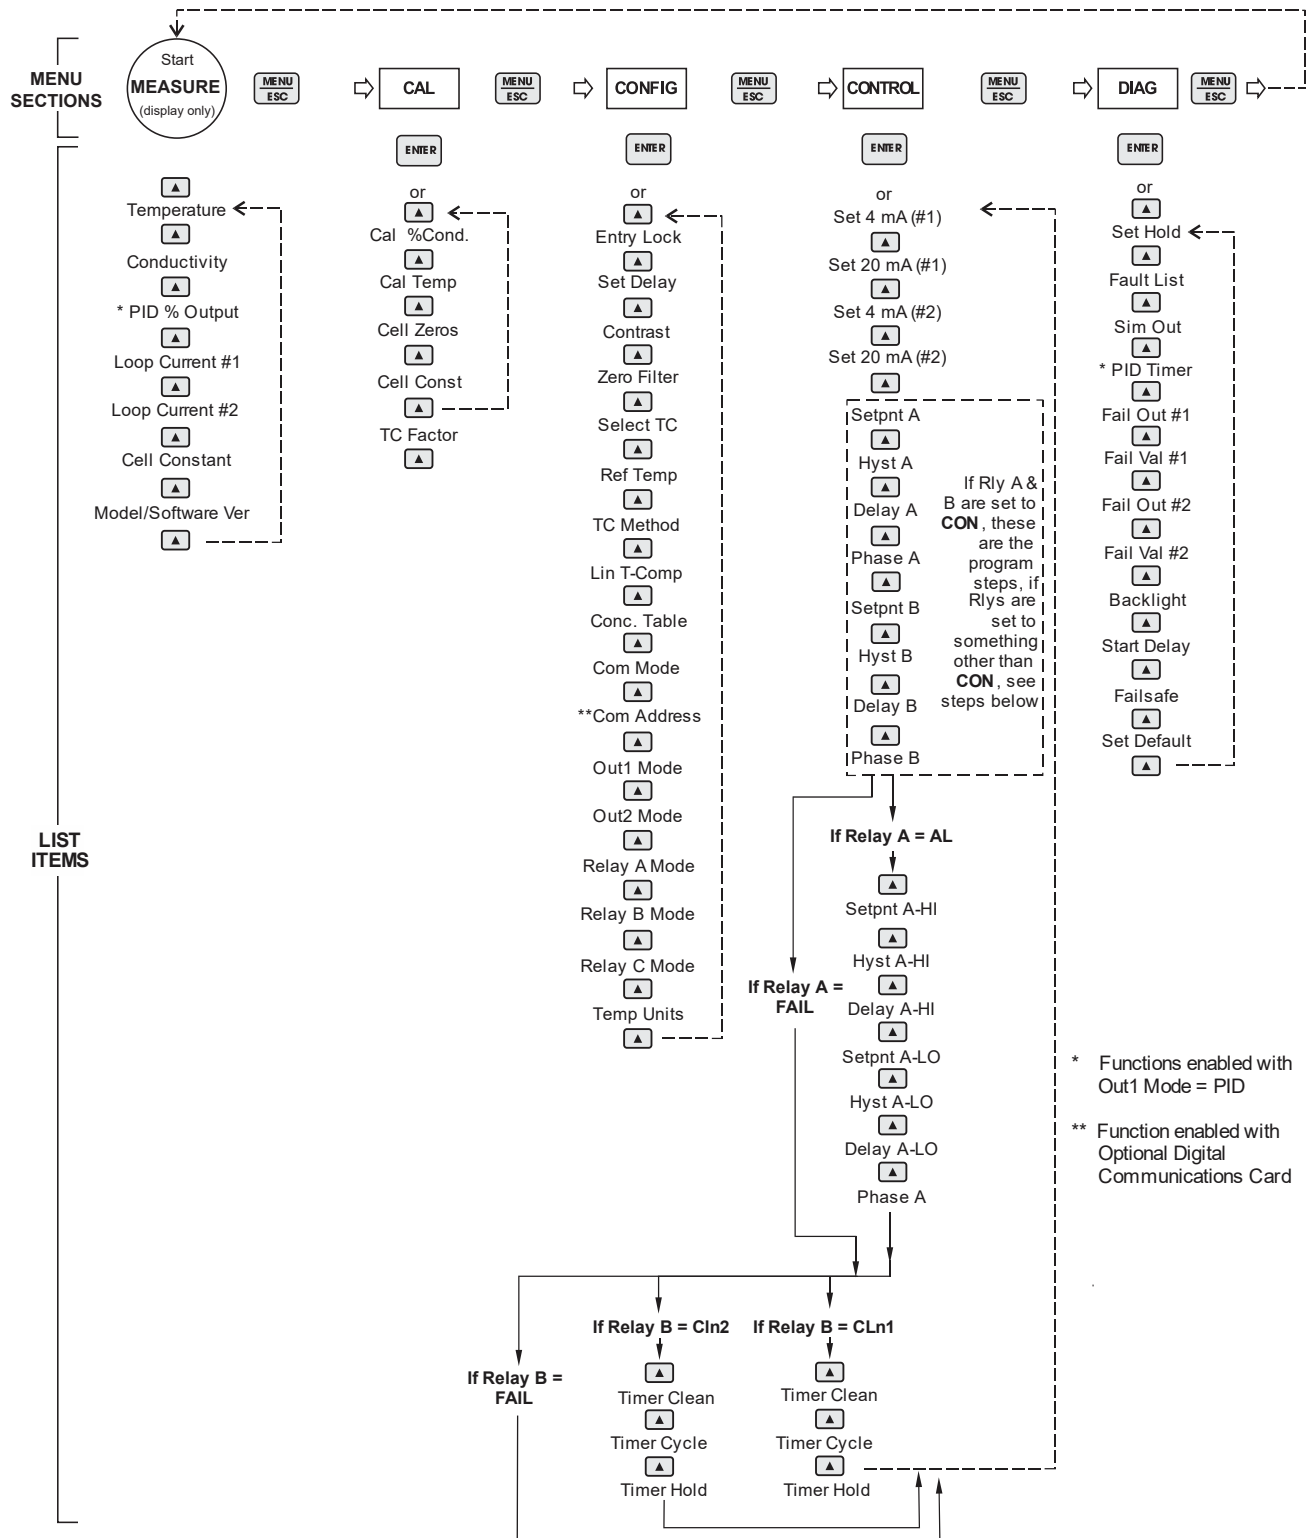 Start
MEASURE
(display only)
MENU
SECTIONS
MENU
ESC
CAL
MENU
ESC
CONFIG
MENU
ESC
CONTROL
MENU
ESC
DIAG
MENU
ESC
LIST
ITEMS
Temperature
Conductivity
* PID % Output
Loop Current #1
Loop Current #2
Cell Constant
Model/Software Ver
ENTER
or
Cal %Cond.
Cal Temp
Cell Zeros
Cell Const
TC Factor
ENTER
or
Entry Lock
Set Delay
Contrast
Zero Filter
Select TC
Ref Temp
TC Method
Lin T-Comp
Conc. Table
Com Mode
**Com Address
Out1 Mode
Out2 Mode
Relay A Mode
Relay B Mode
Relay C Mode
Temp Units
ENTER
or
Set 4 mA (#1)
Set 20 mA (#1)
Set 4 mA (#2)
Set 20 mA (#2)
Setpnt A
Hyst A
Delay A
Phase A
Setpnt B
Hyst B
Delay B
Phase B
If Rly A &
B are set to
CON, these
are the
program
steps, if
Rlys are
set to
something
other than
CON, see
steps below
ENTER
or
Set Hold
Fault List
Sim Out
* PID Timer
Fail Out #1
Fail Val #1
Fail Out #2
Fail Val #2
Backlight
Start Delay
Failsafe
Set Default
If Relay A = AL
Setpnt A-HI
Hyst A-HI
Delay A-HI
Setpnt A-LO
Hyst A-LO
Delay A-LO
Phase A
If Relay A =
FAIL
* Functions enabled with
Out1 Mode = PID
** Function enabled with
Optional Digital
Communications Card
If Relay B =
FAIL
If Relay B = Cln2
Timer Clean
Timer Cycle
Timer Hold
If Relay B = CLn1
Timer Clean
Timer Cycle
Timer Hold